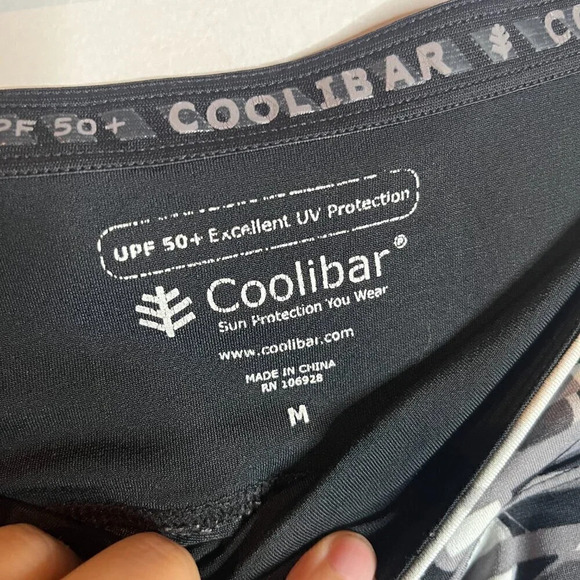 PF 50+ COOLIBAR CO
UPF 50+ Excellent UV Protection
Coolibar®
Sun Protection You Wear
www.coolibar.com
MADE IN CHINA
RN 106928
M